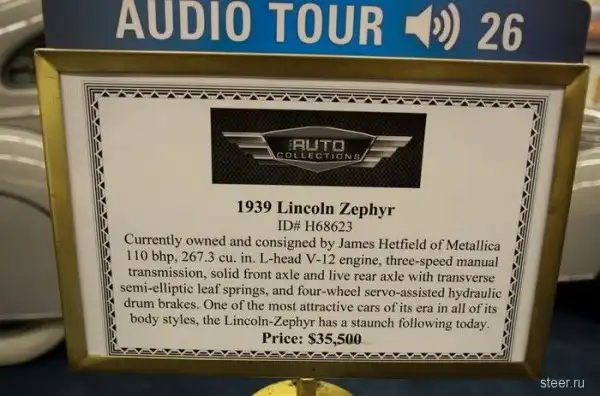 AUDIO TOUR 26
THE AUTO
COLLECTIONS
1939 Lincoln Zephyr
ID# H68623
Currently owned and consigned by James Hetfield of Metallica
110 bhp, 267.3 cu. in. L-head V-12 engine, three-speed manual
transmission, solid front axle and live rear axle with transverse
semi-elliptic leaf springs, and four-wheel servo-assisted hydraulic
drum brakes. One of the most attractive cars of its era in all of its
body styles, the Lincoln-Zephyr has a staunch following today.
Price: $35,500
steer.ru